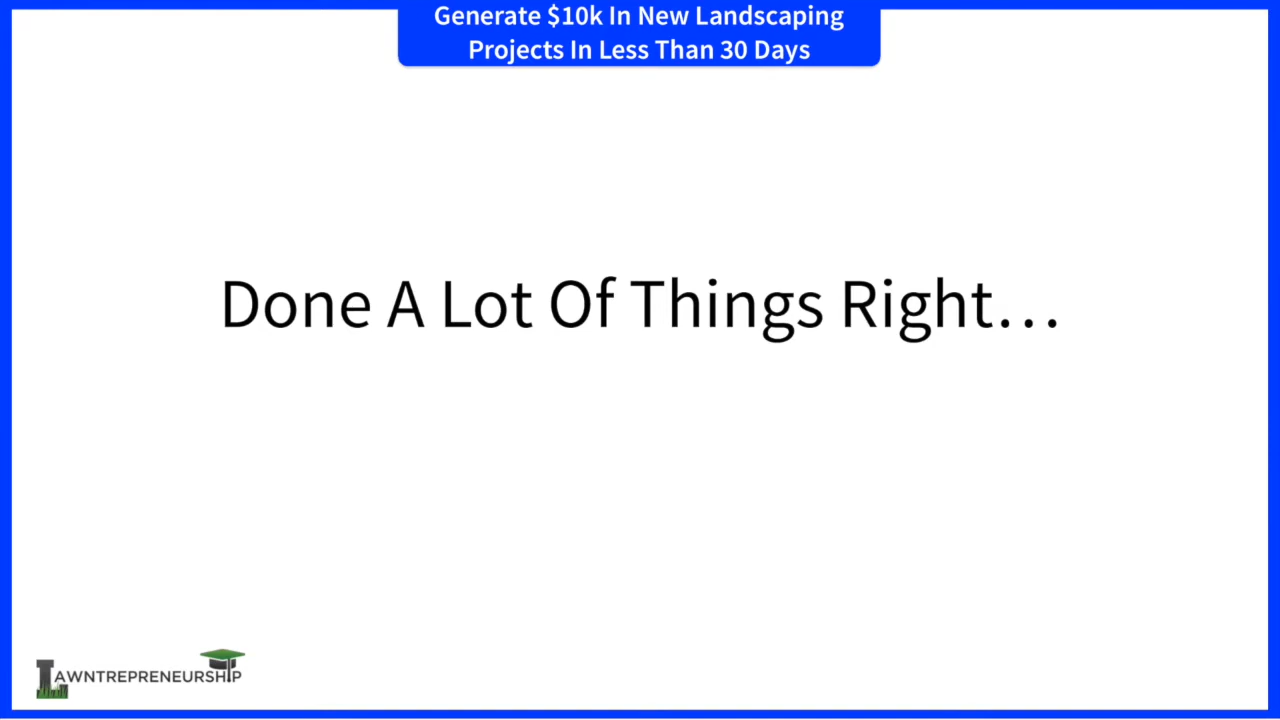 Generate $10k In New Landscaping
Projects In Less Than 30 Days
Done A Lot Of Things Right…
LAWNTREPRENEURSHIP